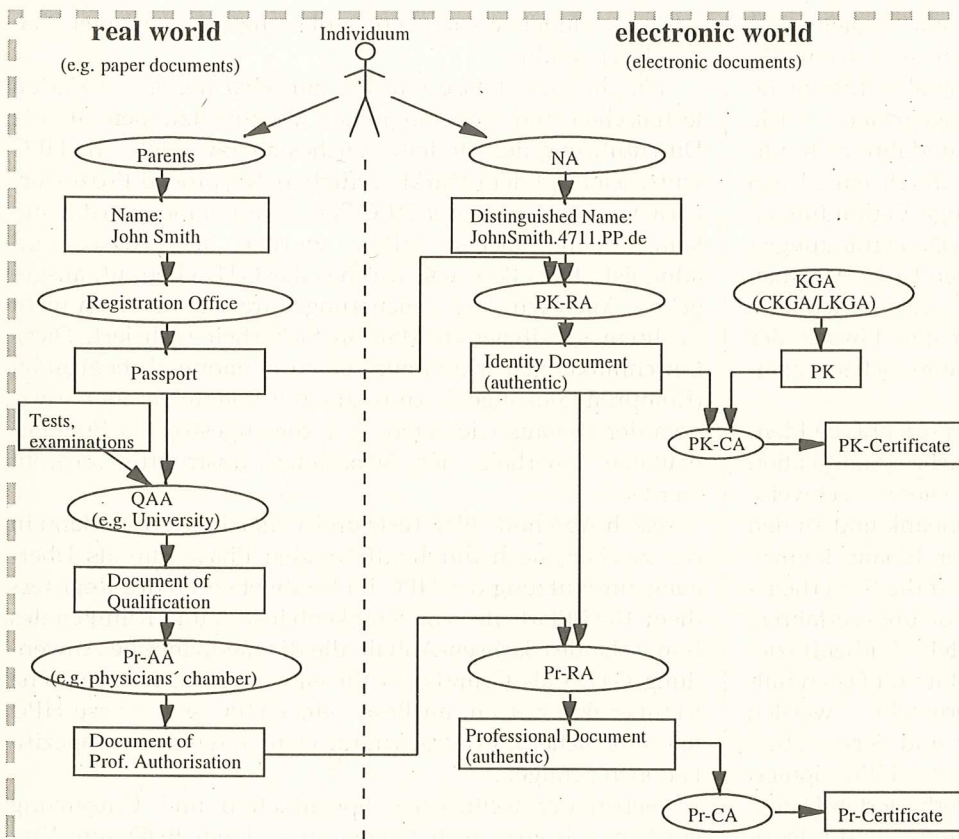 real world
(e.g. paper documents)
Individuum
electronic world
(electronic documents)
Parents
Name:
John Smith
Registration Office
Passport
Tests,
examinations
QAA
(e.g. University)
Document of
Qualification
Pr-AA
(e.g. physicians´ chamber)
Document of
Prof. Authorisation
NA
Distinguished Name:
JohnSmith.4711.PP.de
PK-RA
Identity Document
(authentic)
KGA
(CKGA/LKGA)
PK
PK-CA
PK-Certificate
Pr-RA
Professional Document
(authentic)
Pr-CA
Pr-Certificate